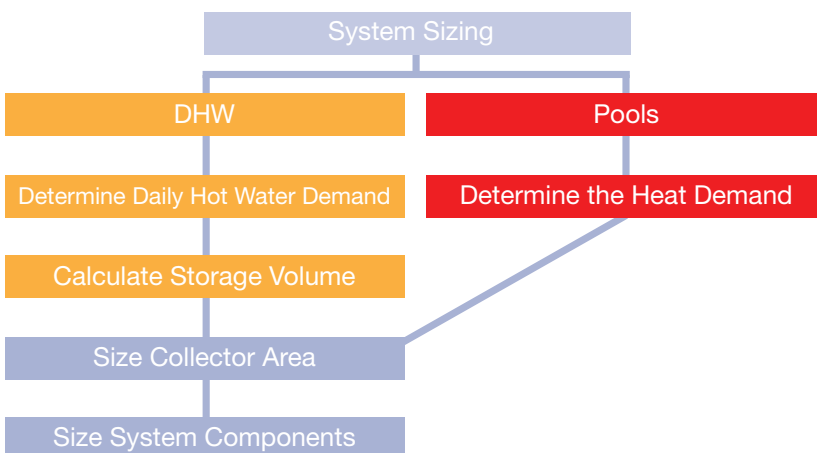 System Sizing
DHW
Pools
Determine Daily Hot Water Demand
Determine the Heat Demand
Calculate Storage Volume
Size Collector Area
Size System Components